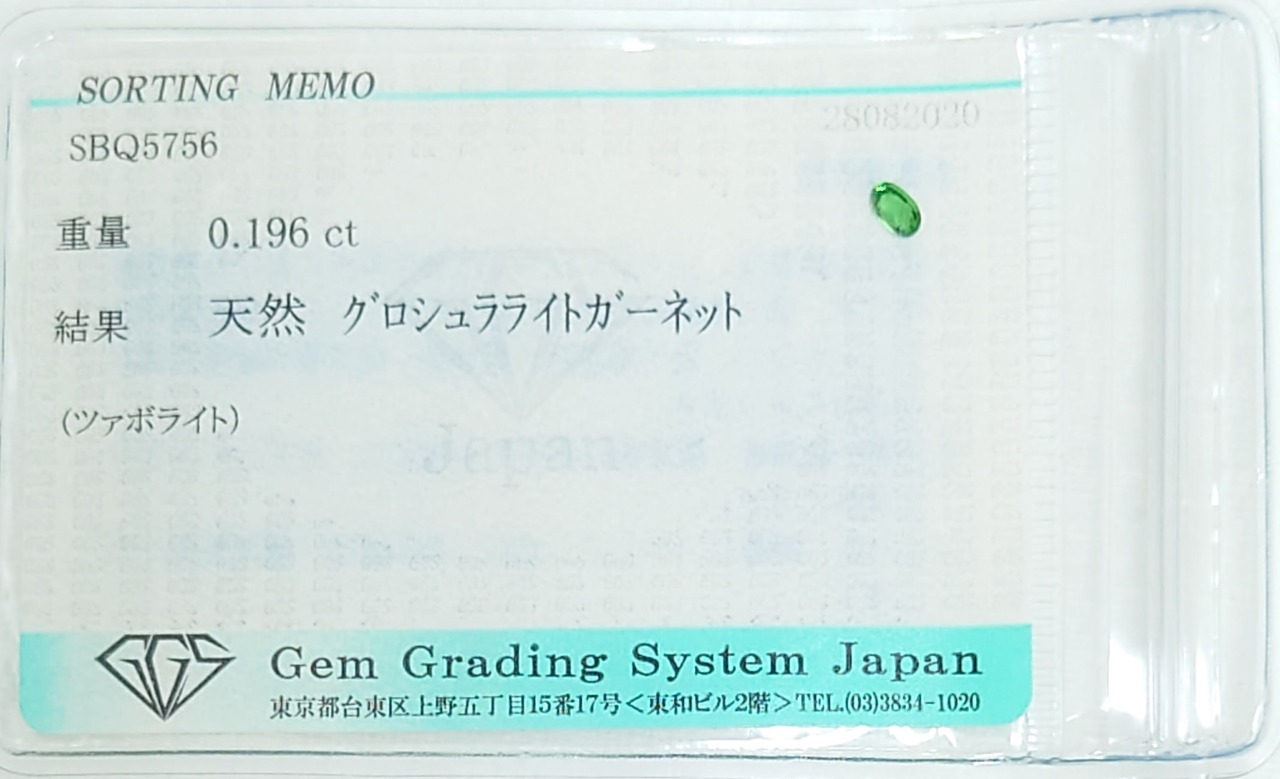 SORTING MEMO
28082020
SBQ5756
重量 0.196 ct
結果 天然 グロシュラライトガーネット
(ツァボライト)
Japan
GGS
Gem Grading System Japan
東京都台東区上野五丁目15番17号<東和ビル2階>TEL.(03)3834-1020